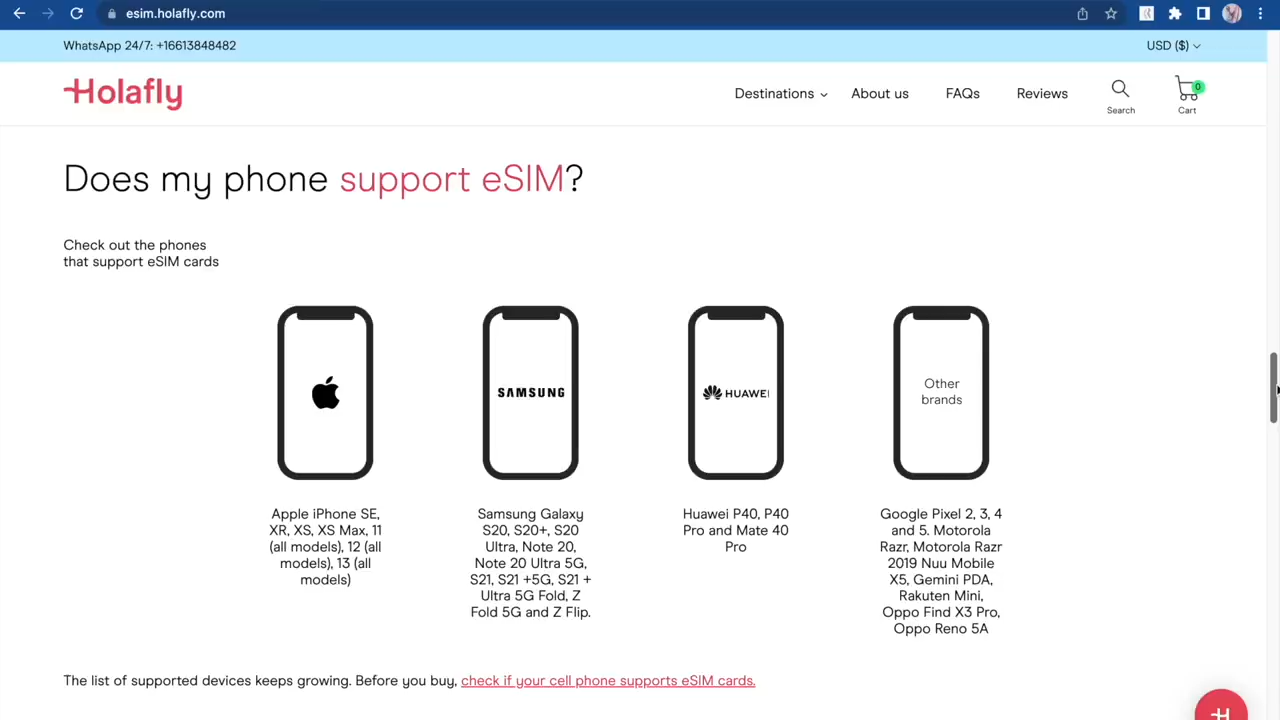 esim.holafly.com
WhatsApp 24/7: +16613848482
USD ($)
Holafly
Destinations
About us
FAQs
Reviews
Search
0
Cart
Does my phone support eSIM?
Check out the phones
that support eSIM cards
SAMSUNG
HUAWEI
Other
brands
Apple iPhone SE,
XR, XS, XS Max, 11
(all models), 12 (all
models), 13 (all
models)
Samsung Galaxy
S20, S20+, S20
Ultra, Note 20,
Note 20 Ultra 5G,
S21, S21 +5G, S21 +
Ultra 5G Fold, Z
Fold 5G and Z Flip.
Huawei P40, P40
Pro and Mate 40
Pro
Google Pixel 2, 3, 4
and 5. Motorola
Razr, Motorola Razr
2019 Nuu Mobile
X5, Gemini PDA,
Rakuten Mini,
Oppo Find X3 Pro,
Oppo Reno 5A
The list of supported devices keeps growing. Before you buy, check if your cell phone supports eSIM cards.